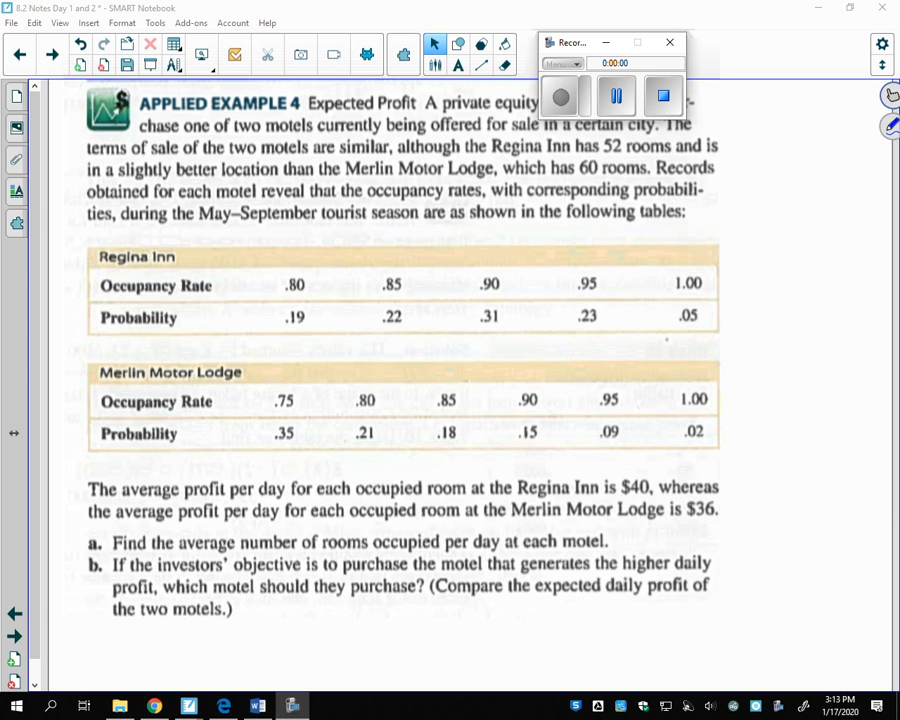 8.2 Notes Day 1 and 2 * - SMART Notebook
File Edit View Insert Format Tools Add-ons Account Help
Recor...
Menu
0:00:00
APPLIED EXAMPLE 4 Expected Profit A private equity
chase one of two motels currently being offered for sale in a certain city. The
terms of sale of the two motels are similar, although the Regina Inn has 52 rooms and is
in a slightly better location than the Merlin Motor Lodge, which has 60 rooms. Records
obtained for each motel reveal that the occupancy rates, with corresponding probabili-
ties, during the May–September tourist season are as shown in the following tables:
Regina Inn
Occupancy Rate .80 .85 .90 .95 1.00
Probability .19 .22 .31 .23 .05
Merlin Motor Lodge
Occupancy Rate .75 .80 .85 .90 .95 1.00
Probability .35 .21 .18 .15 .09 .02
The average profit per day for each occupied room at the Regina Inn is $40, whereas
the average profit per day for each occupied room at the Merlin Motor Lodge is $36.
a. Find the average number of rooms occupied per day at each motel.
b. If the investors' objective is to purchase the motel that generates the higher daily
profit, which motel should they purchase? (Compare the expected daily profit of
the two motels.)
3:13 PM
1/17/2020